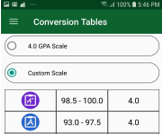 100% 5:46 PM
Conversion Tables
4.0 GPA Scale
Custom Scale
A+ 98.5 - 100.0 4.0
A 93.0 - 97.5 4.0